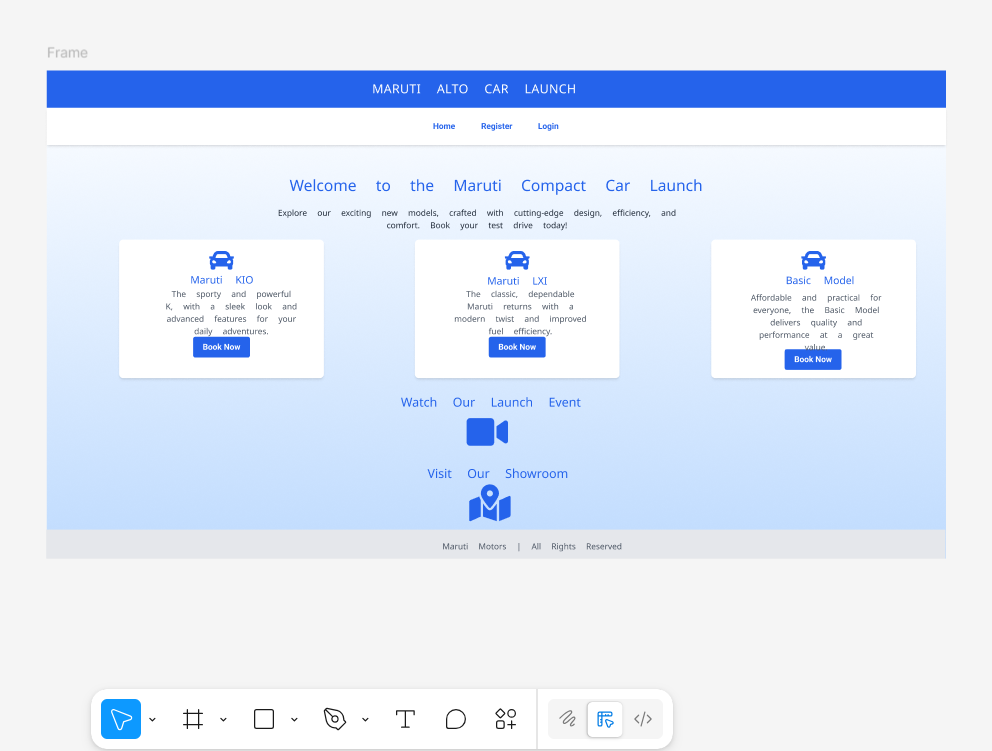 Frame
MARUTI ALTO CAR LAUNCH
Home Register Login
Welcome to the Maruti Compact Car Launch
Explore our exciting new models, crafted with cutting-edge design, efficiency, and
comfort. Book your test drive today!
Maruti KIO
The sporty and powerful
K, with a sleek look and
advanced features for your
daily adventures.
Book Now
Maruti LXI
The classic, dependable
Maruti returns with a
modern twist and improved
fuel efficiency.
Book Now
Basic Model
Affordable and practical for
everyone, the Basic Model
delivers quality and
performance at a great
value.
Book Now
Watch Our Launch Event
Visit Our Showroom
Maruti Motors | All Rights Reserved